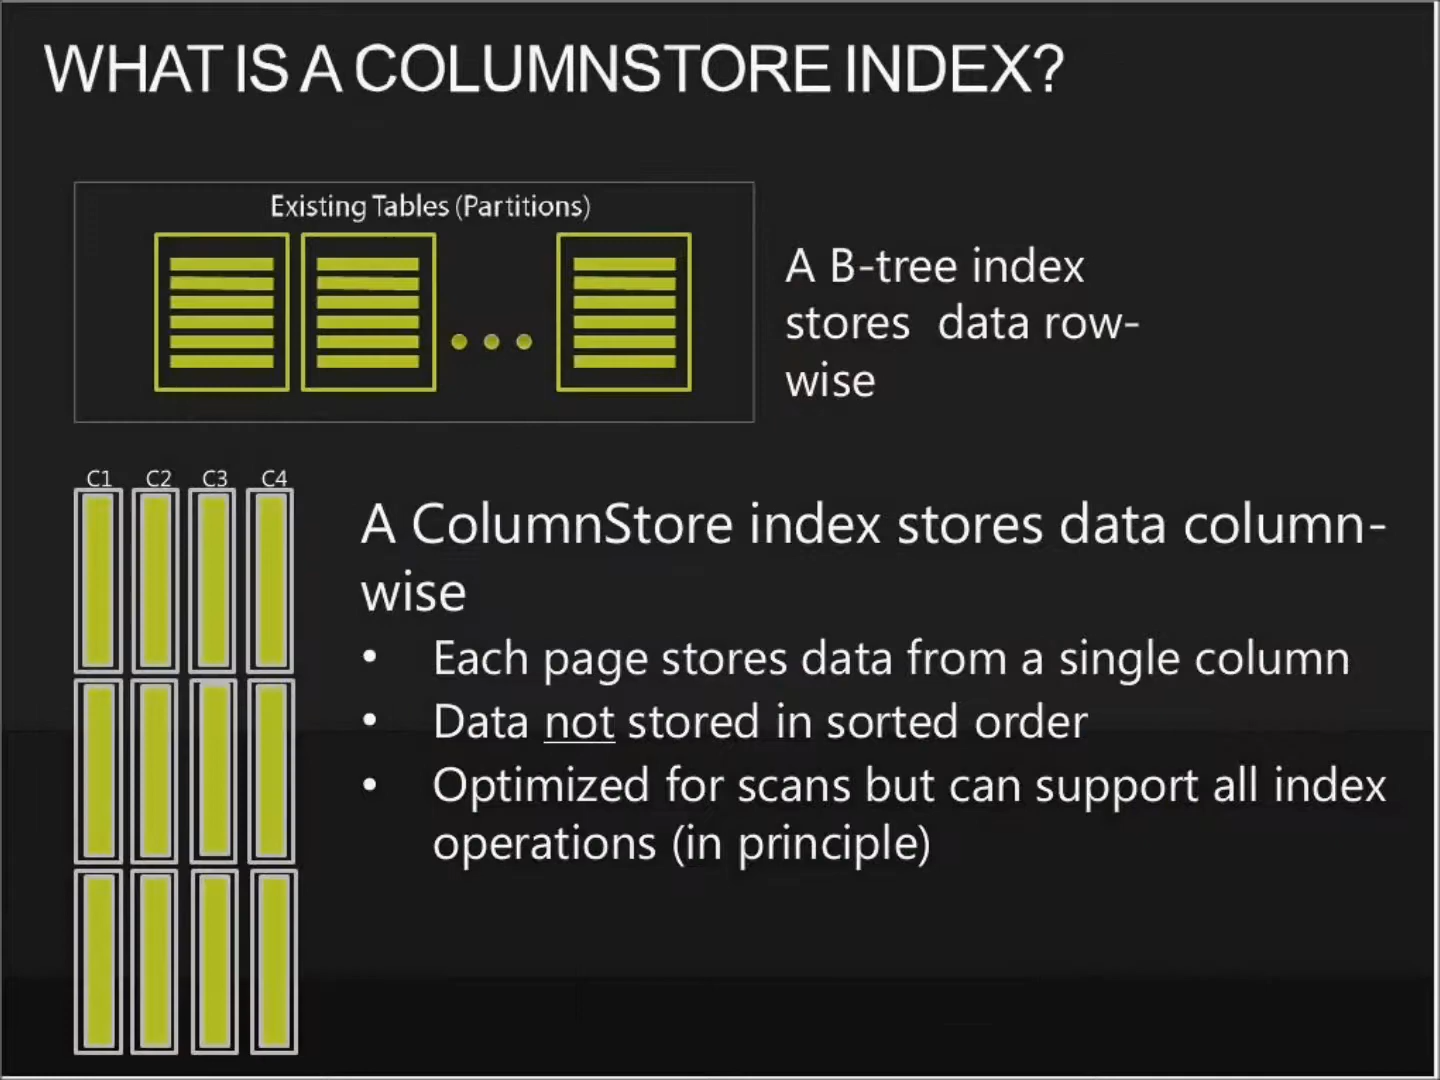 WHAT IS A COLUMNSTORE INDEX?
Existing Tables (Partitions)
A B-tree index
stores data row-
wise
C1 C2 C3 C4
A ColumnStore index stores data column-
wise
• Each page stores data from a single column
• Data not stored in sorted order
• Optimized for scans but can support all index
operations (in principle)